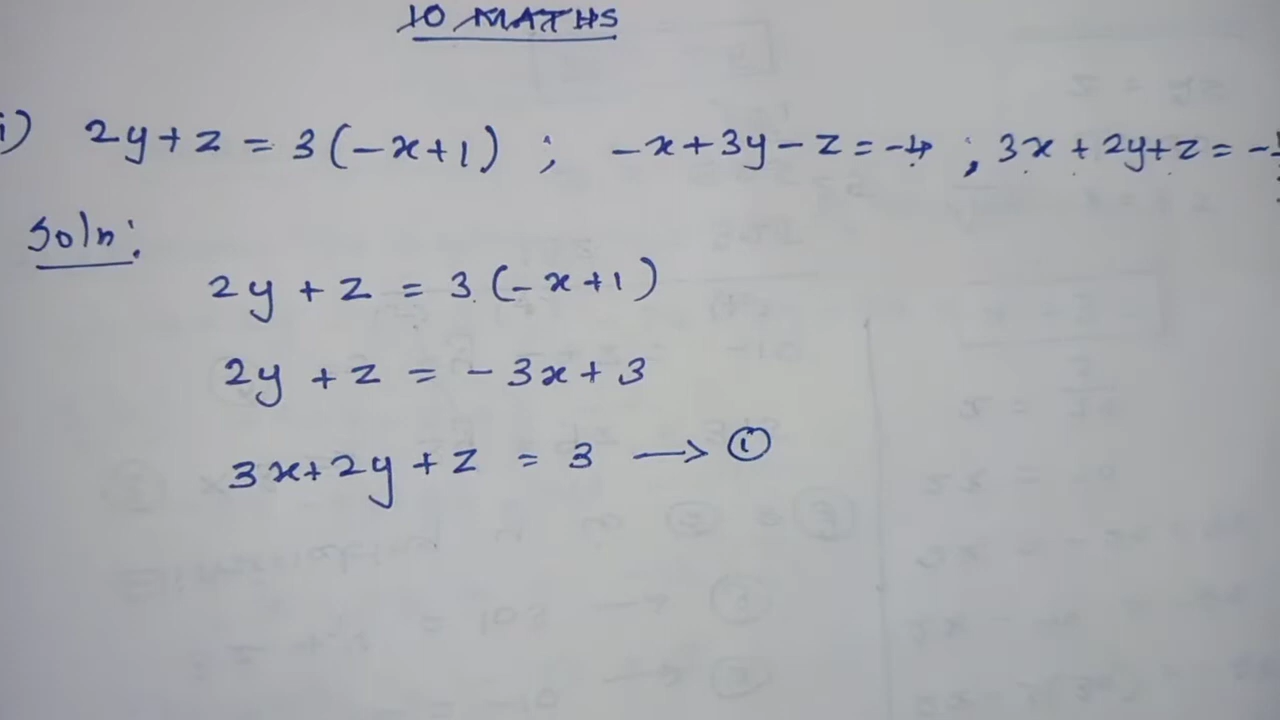 10 MATHS
i) 2y+z = 3(-x+1) ; -x+3y-z=-4 ; 3x+2y+z = -
Soln:
2y + z = 3(-x+1)
2y + z = - 3x+3
3x+2y+z = 3 → ①